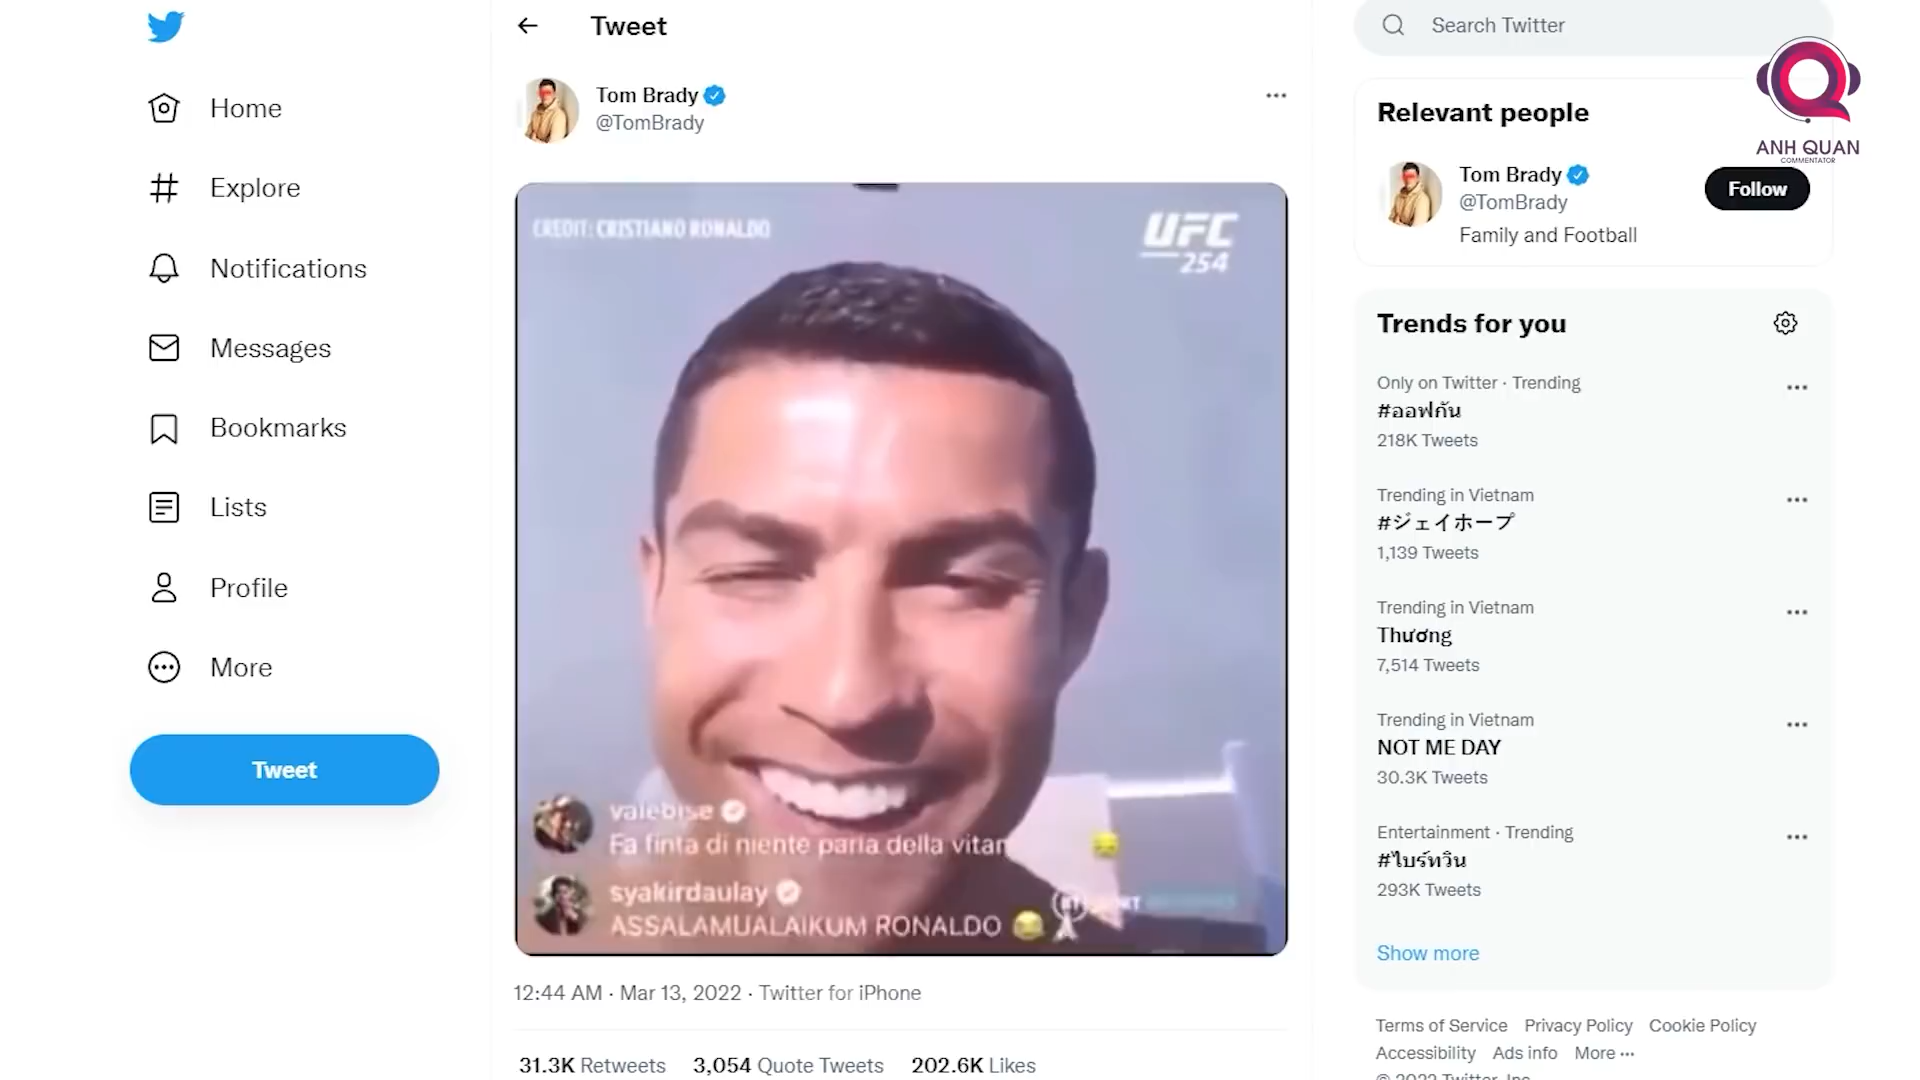 Home
Explore
Notifications
Messages
Bookmarks
Lists
Profile
More
Tweet
Tweet
Tom Brady
@TomBrady
CREDIT: CRISTIANO RONALDO
UFC
254
valebise
Fa finta di niente parla della
syakirdaulay
ASSALAMUALAIKUM RONALDO
12:44 AM · Mar 13, 2022 · Twitter for iPhone
31.3K Retweets 3,054 Quote Tweets 202.6K Likes
Search Twitter
ANH QUAN
COMMENTATOR
Relevant people
Tom Brady
@TomBrady
Follow
Family and Football
Trends for you
Only on Twitter · Trending
#ออฟกัน
218K Tweets
Trending in Vietnam
#ジェイホープ
1,139 Tweets
Trending in Vietnam
Thương
7,514 Tweets
Trending in Vietnam
NOT ME DAY
30.3K Tweets
Entertainment · Trending
#ไบร์ทวิน
293K Tweets
Show more
Terms of Service Privacy Policy Cookie Policy
Accessibility Ads info More ···
© 2022 Twitter, Inc.